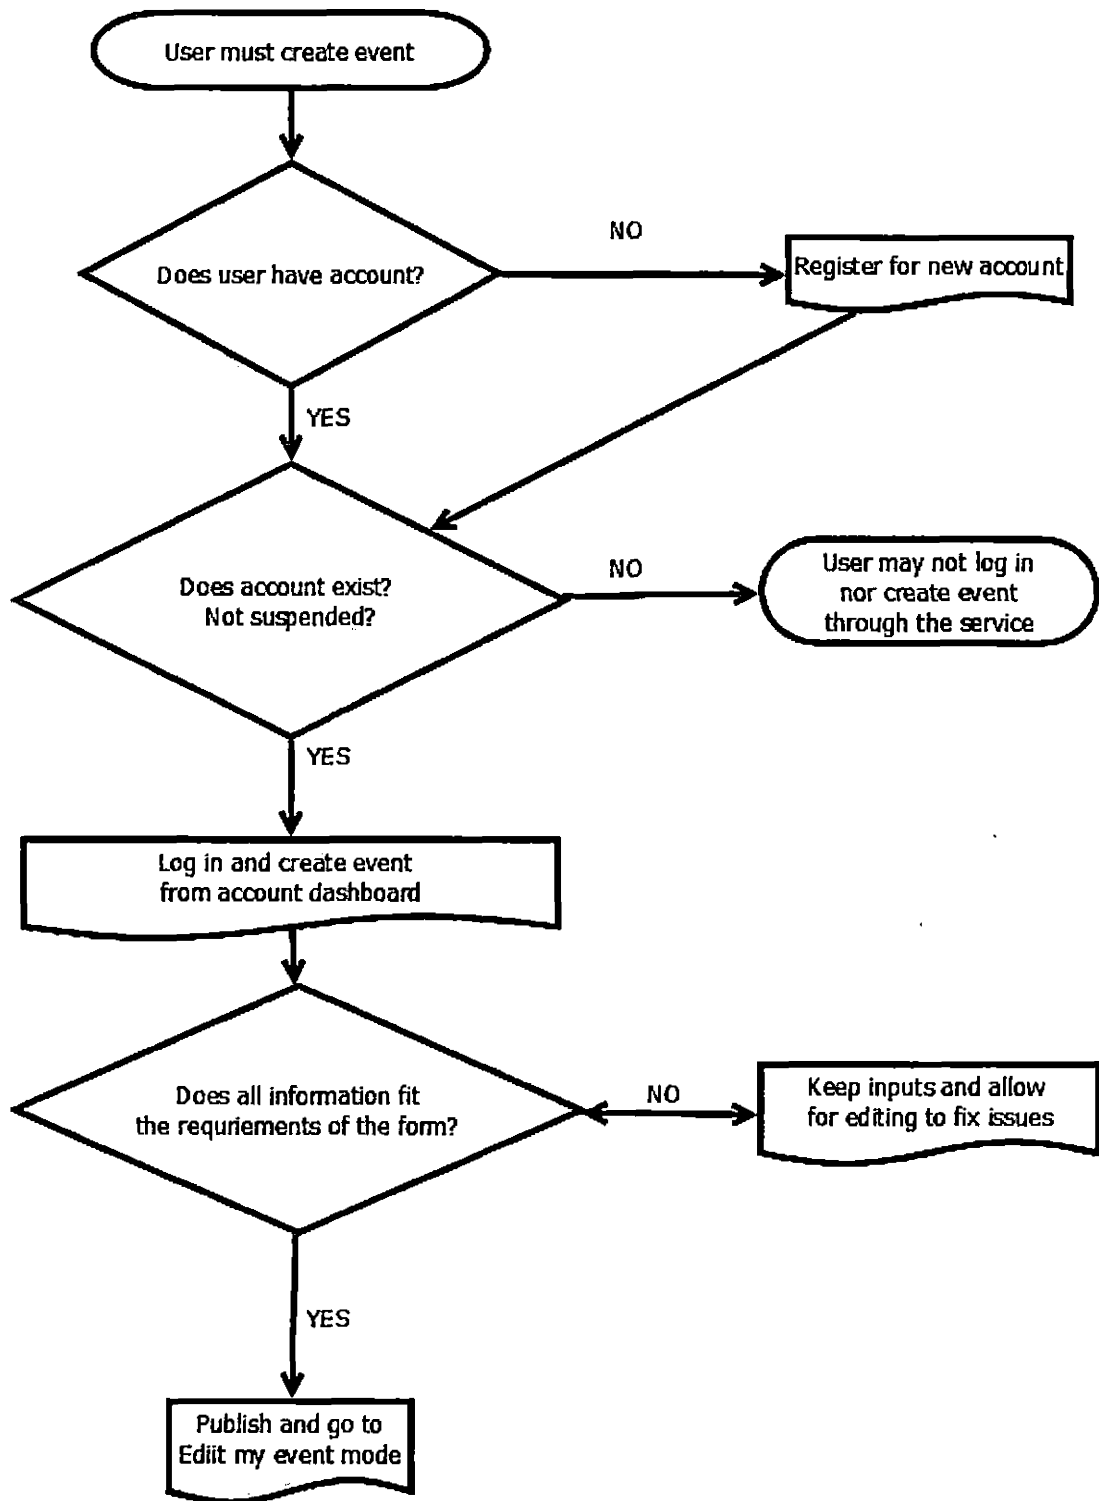 User must create event
Does user have account?
NO
Register for new account
YES
Does account exist?
Not suspended?
NO
User may not log in
nor create event
through the service
YES
Log in and create event
from account dashboard
Does all information fit
the requriements of the form?
NO
Keep inputs and allow
for editing to fix issues
YES
Publish and go to
Ediit my event mode